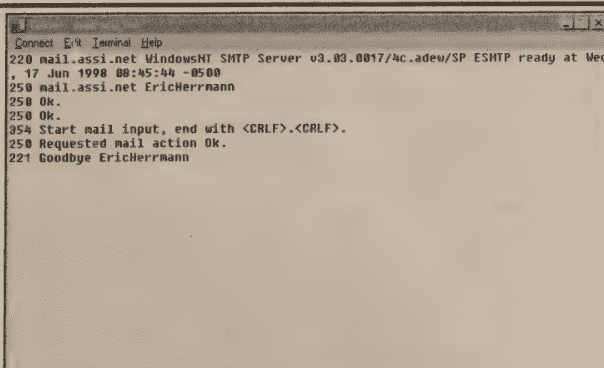 Connect Edit Terminal Help
220 mail.assi.net WindowsNT SMTP Server v3.03.0017/4c.adew/SP ESMTP ready at Wed
, 17 Jun 1998 08:45:44 -0500
250 mail.assi.net EricHerrmann
250 Ok.
250 Ok.
354 Start mail input, end with <CRLF>.<CRLF>.
250 Requested mail action Ok.
221 Goodbye EricHerrmann